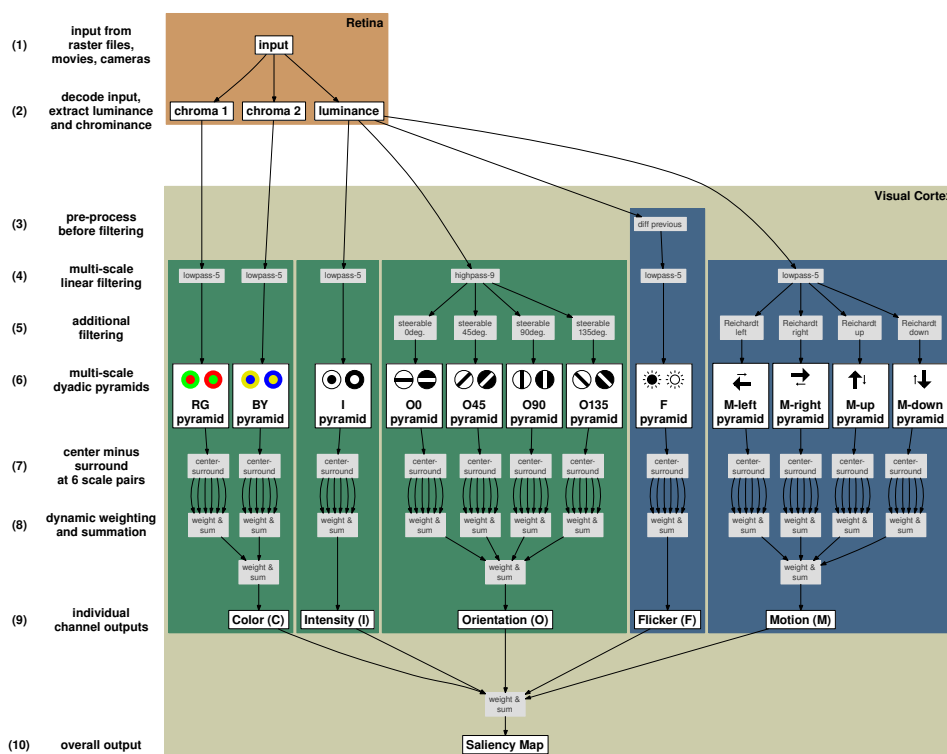 Retina
(1)
input from
raster files,
movies, cameras
input
(2)
decode input,
extract luminance
and chrominance
chroma 1
chroma 2
luminance
Visual Cortex
(3)
pre-process
before filtering
diff previous
(4)
multi-scale
linear filtering
lowpass-5
lowpass-5
lowpass-5
highpass-9
lowpass-5
lowpass-5
(5)
additional
filtering
steerable
0deg.
steerable
45deg.
steerable
90deg.
steerable
135deg.
Reichardt
left
Reichardt
right
Reichardt
up
Reichardt
down
(6)
multi-scale
dyadic pyramids
RG
pyramid
BY
pyramid
I
pyramid
O0
pyramid
O45
pyramid
O90
pyramid
O135
pyramid
F
pyramid
M-left
pyramid
M-right
pyramid
M-up
pyramid
M-down
pyramid
(7)
center minus
surround
at 6 scale pairs
center-
surround
center-
surround
center-
surround
center-
surround
center-
surround
center-
surround
center-
surround
center-
surround
center-
surround
center-
surround
center-
surround
center-
surround
(8)
dynamic weighting
and summation
weight &
sum
weight &
sum
weight &
sum
weight &
sum
weight &
sum
weight &
sum
weight &
sum
weight &
sum
weight &
sum
weight &
sum
weight &
sum
weight &
sum
weight &
sum
weight &
sum
weight &
sum
(9)
individual
channel outputs
Color (C)
Intensity (I)
Orientation (O)
Flicker (F)
Motion (M)
weight &
sum
(10)
overall output
Saliency Map